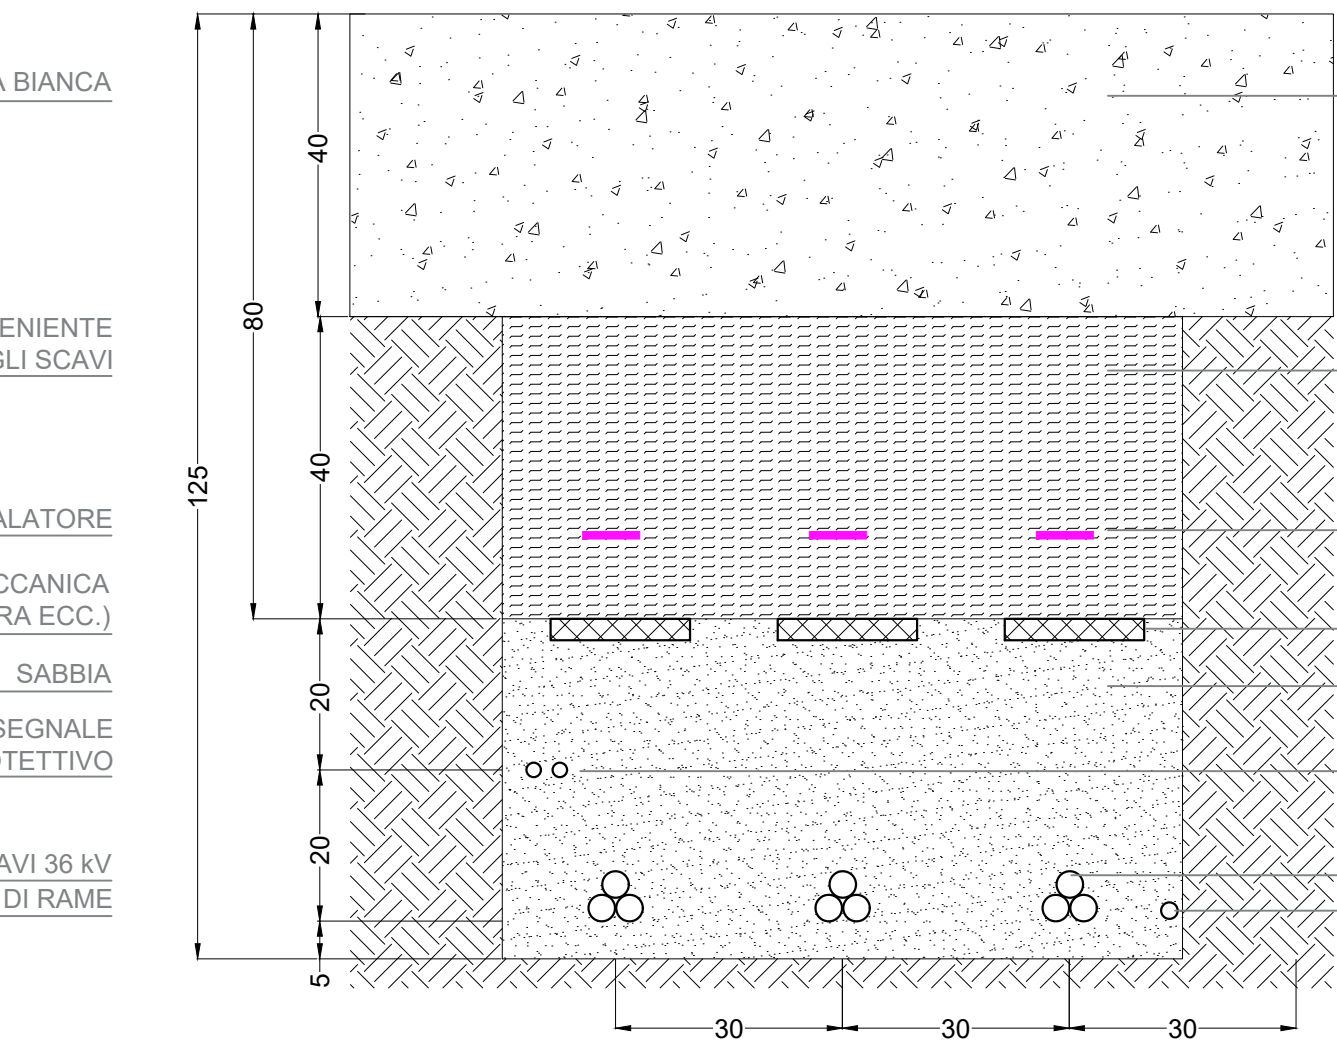 A BIANCA
40
80
ENIENTE
GLI SCAVI
125
40
ALATORE
CCANICA
RA ECC.)
SABBIA
20
SEGNALE
OTETTIVO
20
AVI 36 kV
DI RAME
5
30
30
30